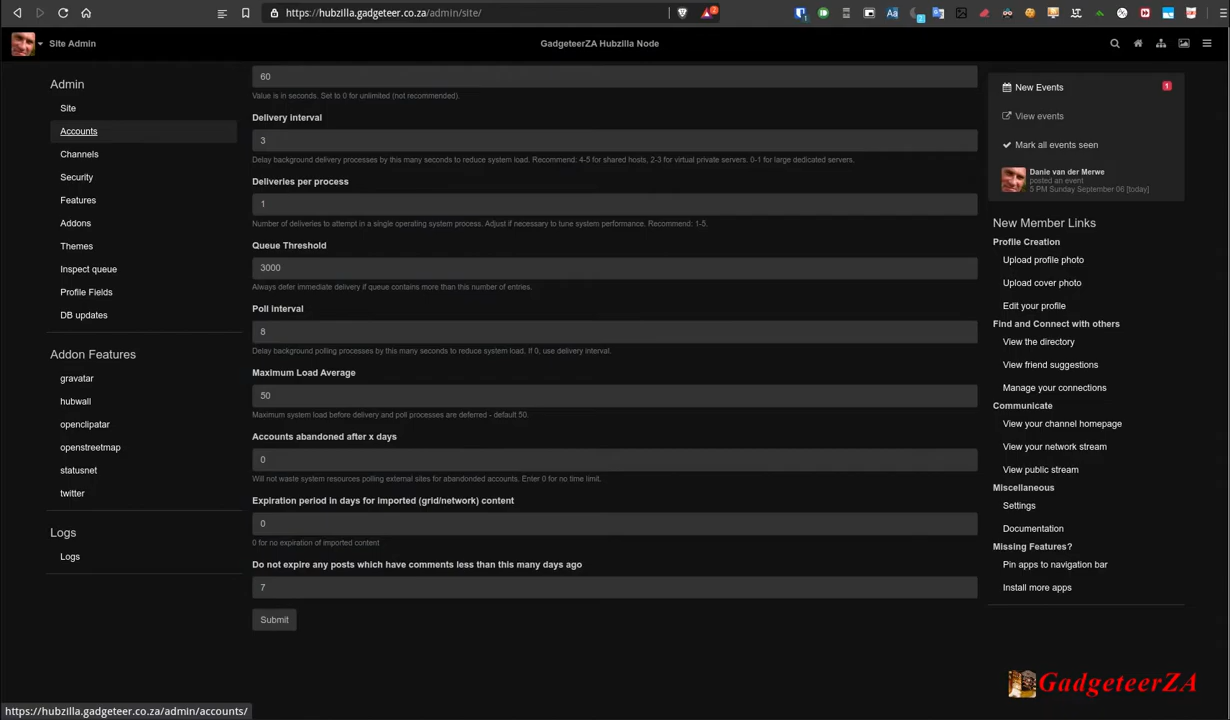 https://hubzilla.gadgeteer.co.za/admin/site/
2
1
2
Site Admin
GadgeteerZA Hubzilla Node
Admin
Site
Accounts
Channels
Security
Features
Addons
Themes
Inspect queue
Profile Fields
DB updates
Addon Features
gravatar
hubwall
openclipatar
openstreetmap
statusnet
twitter
Logs
Logs
60
Value is in seconds. Set to 0 for unlimited (not recommended).
Delivery interval
3
Delay background delivery processes by this many seconds to reduce system load. Recommend: 4-5 for shared hosts, 2-3 for virtual private servers. 0-1 for large dedicated servers.
Deliveries per process
1
Number of deliveries to attempt in a single operating system process. Adjust if necessary to tune system performance. Recommend: 1-5.
Queue Threshold
3000
Always defer immediate delivery if queue contains more than this number of entries.
Poll interval
8
Delay background polling processes by this many seconds to reduce system load. If 0, use delivery interval.
Maximum Load Average
50
Maximum system load before delivery and poll processes are deferred - default 50.
Accounts abandoned after x days
0
Will not waste system resources polling external sites for abandonded accounts. Enter 0 for no time limit.
Expiration period in days for imported (grid/network) content
0
0 for no expiration of imported content
Do not expire any posts which have comments less than this many days ago
7
Submit
New Events
1
View events
Mark all events seen
Danie van der Merwe
posted an event
5 PM Sunday September 06 [today]
New Member Links
Profile Creation
Upload profile photo
Upload cover photo
Edit your profile
Find and Connect with others
View the directory
View friend suggestions
Manage your connections
Communicate
View your channel homepage
View your network stream
View public stream
Miscellaneous
Settings
Documentation
Missing Features?
Pin apps to navigation bar
Install more apps
GadgeteerZA
https://hubzilla.gadgeteer.co.za/admin/accounts/